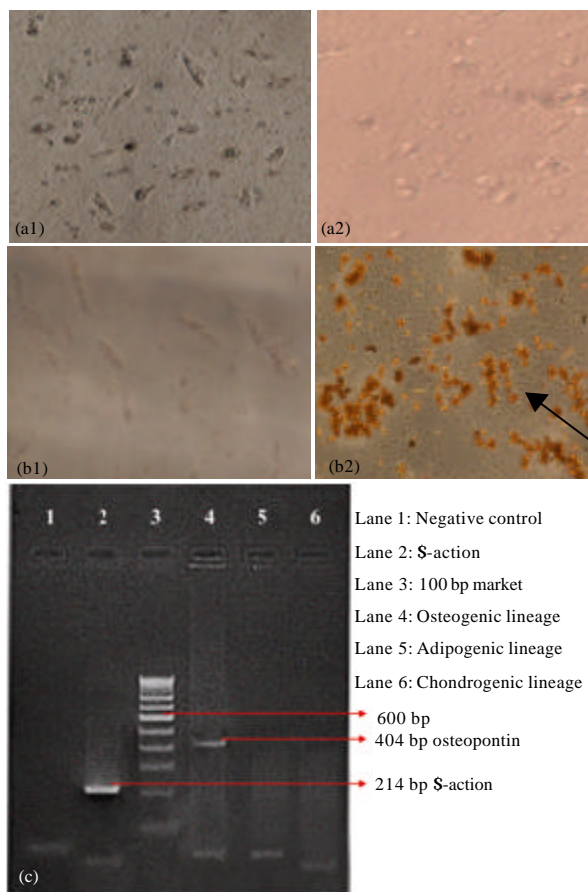 (a1)
(a2)
(b1)
(b2)
1 2 3 4 5 6
Lane 1: Negative control
Lane 2: $-action
Lane 3: 100 bp market
Lane 4: Osteogenic lineage
Lane 5: Adipogenic lineage
Lane 6: Chondrogenic lineage
600 bp
404 bp osteopontin
214 bp $-action
(c)